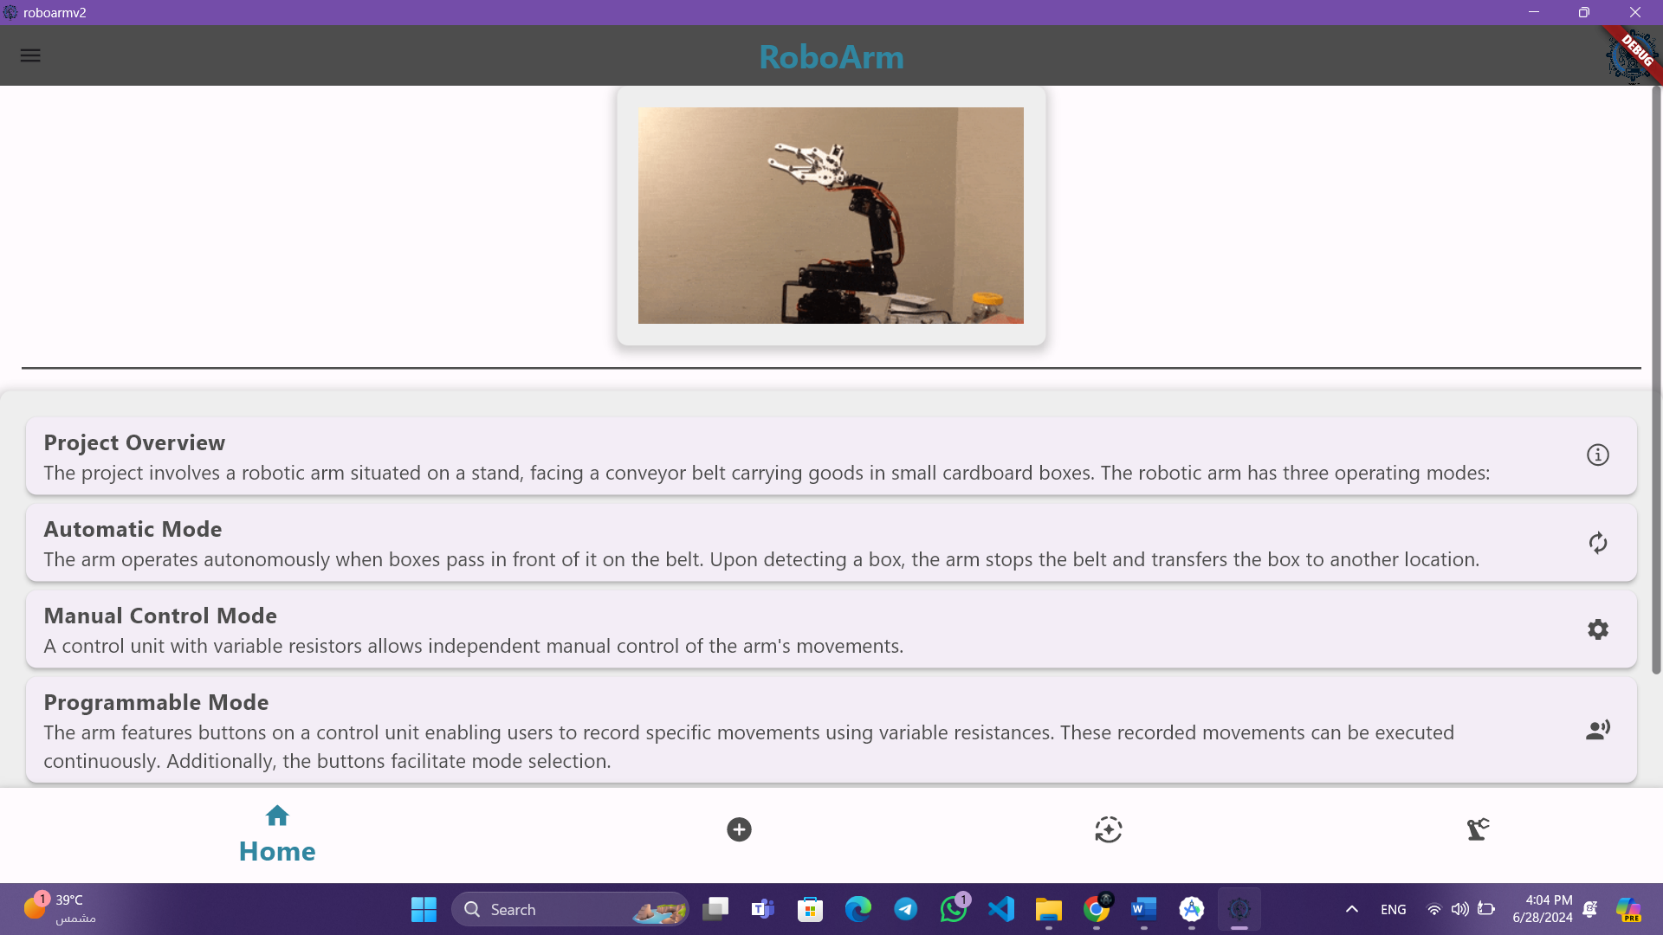 roboarmv2
RoboArm
DEBUG
Project Overview
The project involves a robotic arm situated on a stand, facing a conveyor belt carrying goods in small cardboard boxes. The robotic arm has three operating modes:
Automatic Mode
The arm operates autonomously when boxes pass in front of it on the belt. Upon detecting a box, the arm stops the belt and transfers the box to another location.
Manual Control Mode
A control unit with variable resistors allows independent manual control of the arm's movements.
Programmable Mode
The arm features buttons on a control unit enabling users to record specific movements using variable resistances. These recorded movements can be executed
continuously. Additionally, the buttons facilitate mode selection.
Home
1
39°C
مشمس
Search
1
ENG
4:04 PM
6/28/2024
PRE